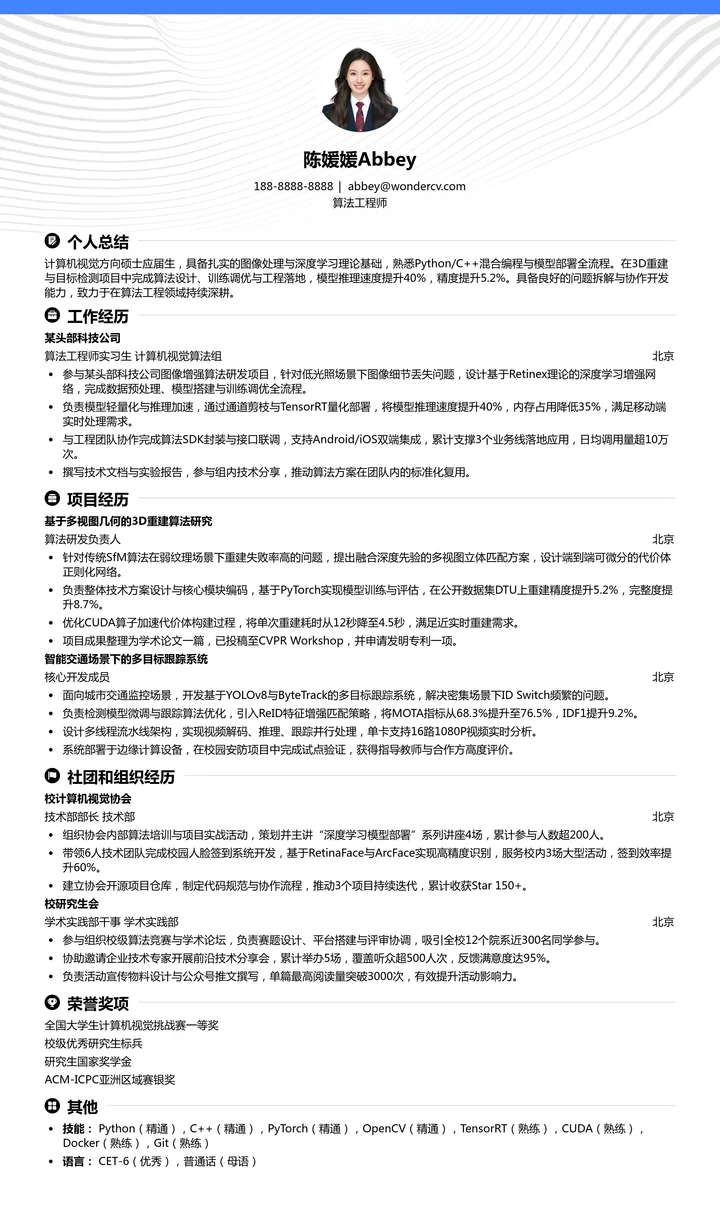 陈媛媛Abbey
188-8888-8888 | abbey@wondercv.com
算法工程师
个人总结
计算机视觉方向硕士应届生，具备扎实的图像处理与深度学习理论基础，熟悉Python/C++混合编程与模型部署全流程。在3D重建
与目标检测项目中完成算法设计、训练调优与工程落地，模型推理速度提升40%，精度提升5.2%。具备良好的问题拆解与协作开发
能力，致力于在算法工程领域持续深耕。
工作经历
某头部科技公司
算法工程师实习生 计算机视觉算法组 北京
• 参与某头部科技公司图像增强算法研发项目，针对低光照场景下图像细节丢失问题，设计基于Retinex理论的深度学习增强网
络，完成数据预处理、模型搭建与训练调优全流程。
• 负责模型轻量化与推理加速，通过通道剪枝与TensorRT量化部署，将模型推理速度提升40%，内存占用降低35%，满足移动端
实时处理需求。
• 与工程团队协作完成算法SDK封装与接口联调，支持Android/iOS双端集成，累计支撑3个业务线落地应用，日均调用量超10万
次。
• 撰写技术文档与实验报告，参与组内技术分享，推动算法方案在团队内的标准化复用。
项目经历
基于多视图几何的3D重建算法研究
算法研发负责人 北京
• 针对传统SfM算法在弱纹理场景下重建失败率高的问题，提出融合深度先验的多视图立体匹配方案，设计端到端可微分的代价体
正则化网络。
• 负责整体技术方案设计与核心模块编码，基于PyTorch实现模型训练与评估，在公开数据集DTU上重建精度提升5.2%，完整度提
升8.7%。
• 优化CUDA算子加速代价体构建过程，将单次重建耗时从12秒降至4.5秒，满足近实时重建需求。
• 项目成果整理为学术论文一篇，已投稿至CVPR Workshop，并申请发明专利一项。
智能交通场景下的多目标跟踪系统
核心开发成员 北京
• 面向城市交通监控场景，开发基于YOLOv8与ByteTrack的多目标跟踪系统，解决密集场景下ID Switch频繁的问题。
• 负责检测模型微调与跟踪算法优化，引入ReID特征增强匹配策略，将MOTA指标从68.3%提升至76.5%，IDF1提升9.2%。
• 设计多线程流水线架构，实现视频解码、推理、跟踪并行处理，单卡支持16路1080P视频实时分析。
• 系统部署于边缘计算设备，在校园安防项目中完成试点验证，获得指导教师与合作方高度评价。
社团和组织经历
校计算机视觉协会
技术部部长 技术部 北京
• 组织协会内部算法培训与项目实战活动，策划并主讲“深度学习模型部署”系列讲座4场，累计参与人数超200人。
• 带领6人技术团队完成校园人脸签到系统开发，基于RetinaFace与ArcFace实现高精度识别，服务校内3场大型活动，签到效率提
升60%。
• 建立协会开源项目仓库，制定代码规范与协作流程，推动3个项目持续迭代，累计收获Star 150+。
校研究生会
学术实践部干事 学术实践部 北京
• 参与组织校级算法竞赛与学术论坛，负责赛题设计、平台搭建与评审协调，吸引全校12个院系近300名同学参与。
• 协助邀请企业技术专家开展前沿技术分享会，累计举办5场，覆盖听众超500人次，反馈满意度达95%。
• 负责活动宣传物料设计与公众号推文撰写，单篇最高阅读量突破3000次，有效提升活动影响力。
荣誉奖项
全国大学生计算机视觉挑战赛一等奖
校级优秀研究生标兵
研究生国家奖学金
ACM-ICPC亚洲区域赛银奖
其他
• 技能： Python（精通），C++（精通），PyTorch（精通），OpenCV（精通），TensorRT（熟练），CUDA（熟练），
Docker（熟练），Git（熟练）
• 语言： CET-6（优秀），普通话（母语）